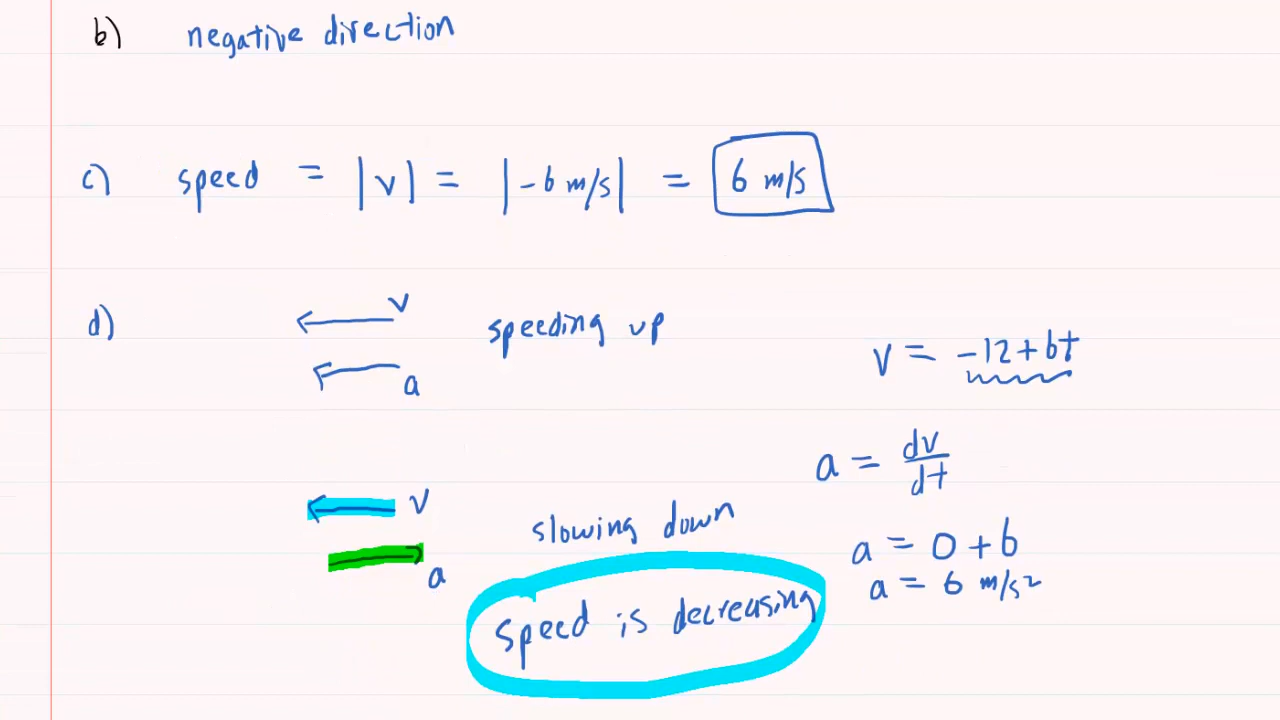 b) negative direction
c) speed = |v| = |-6 m/s| = 6 m/s
d) v speeding up
a
v = -12+6t
a = dv/dt
v slowing down
a
a = 0+6
a = 6 m/s²
speed is decreasing